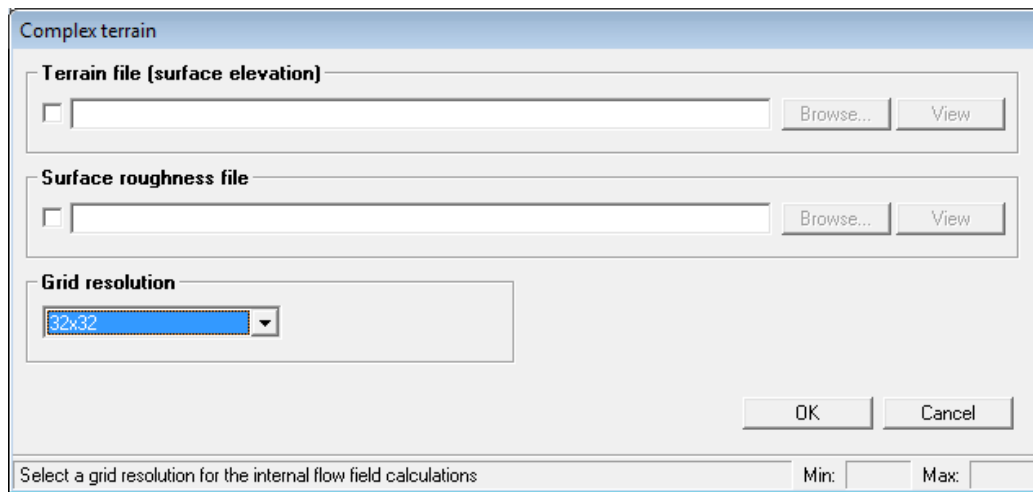 Complex terrain
Terrain file (surface elevation)
Browse... View
Surface roughness file
Browse... View
Grid resolution
32x32
OK Cancel
Select a grid resolution for the internal flow field calculations Min: Max: